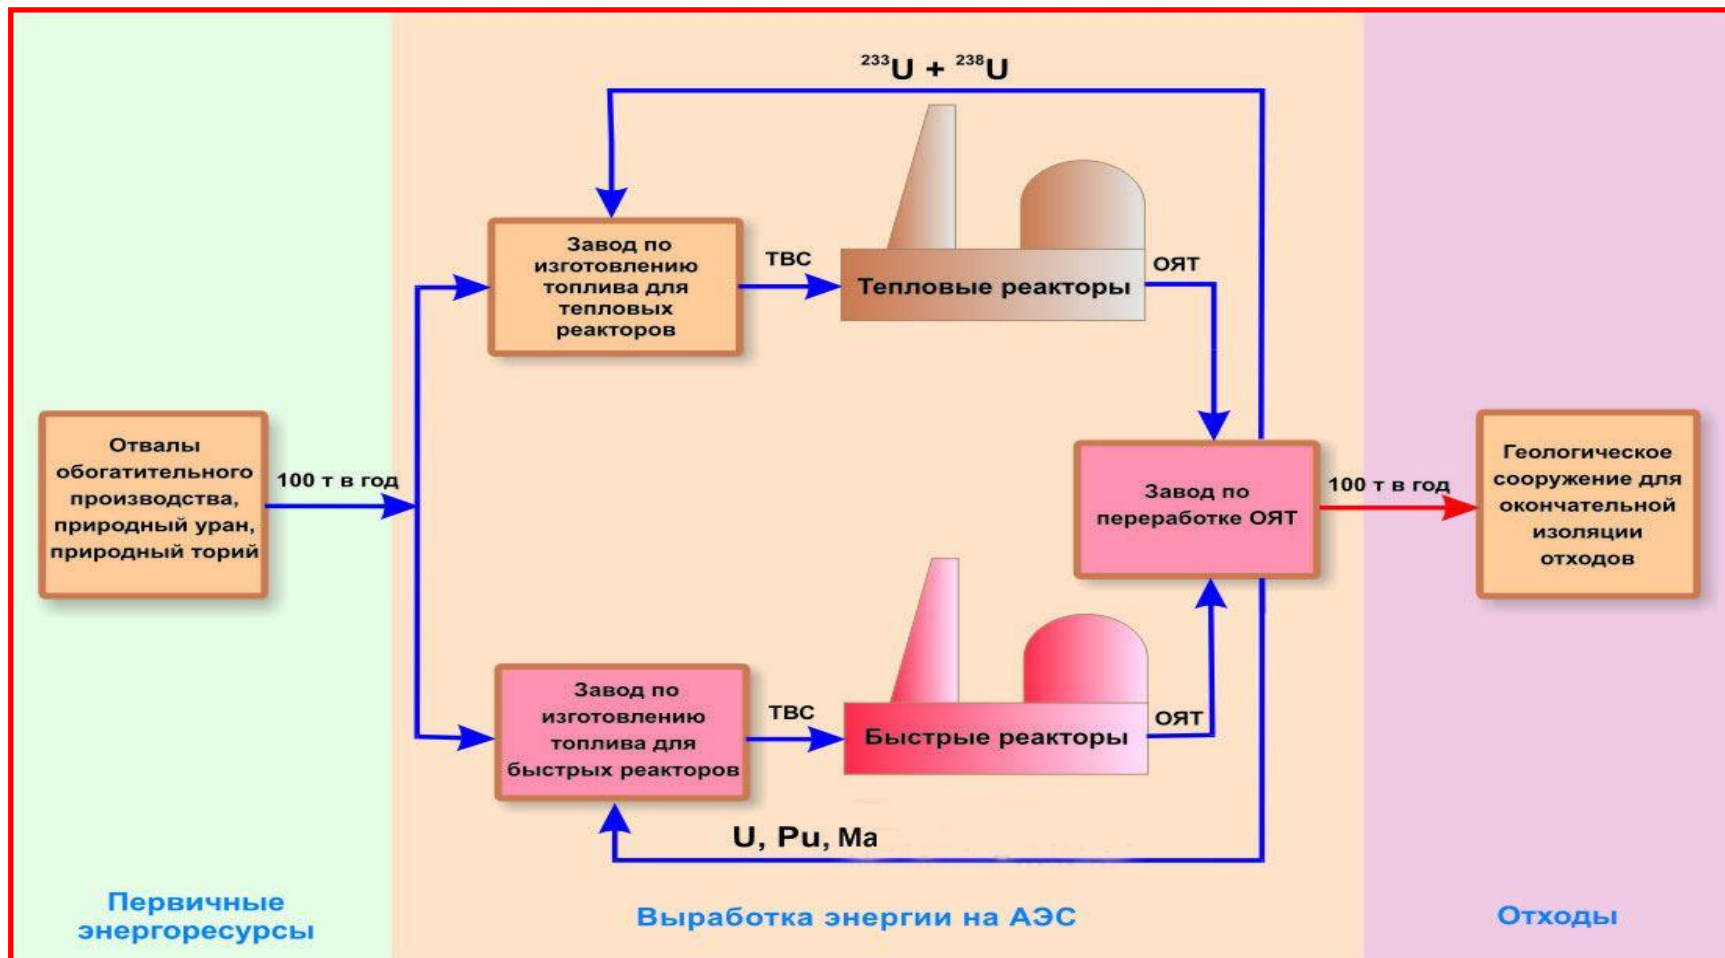 ²³³U + ²³⁸U
Завод по
изготовлению
топлива для
тепловых
реакторов
ТВС
Тепловые реакторы
ОЯТ
Отвалы
обогатительного
производства,
природный уран,
природный торий
100 т в год
Завод по
переработке ОЯТ
100 т в год
Геологическое
сооружение для
окончательной
изоляции
отходов
Завод по
изготовлению
топлива для
быстрых реакторов
ТВС
Быстрые реакторы
ОЯТ
U, Pu, Ma
Первичные
энергоресурсы
Выработка энергии на АЭС
Отходы